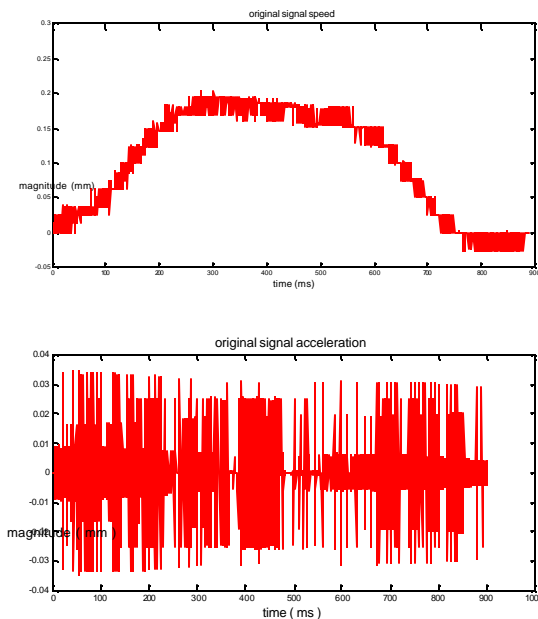 original signal speed
0.3
0.25
0.2
0.15
0.1
magnitude (mm)
0.05
0
-0.05
0 100 200 300 400 500 600 700 800 900
time (ms)
original signal acceleration
0.04
0.03
0.02
0.01
0
-0.01
magnitude ( mm )
-0.03
-0.04
0 100 200 300 400 500 600 700 800 900 1000
time ( ms )